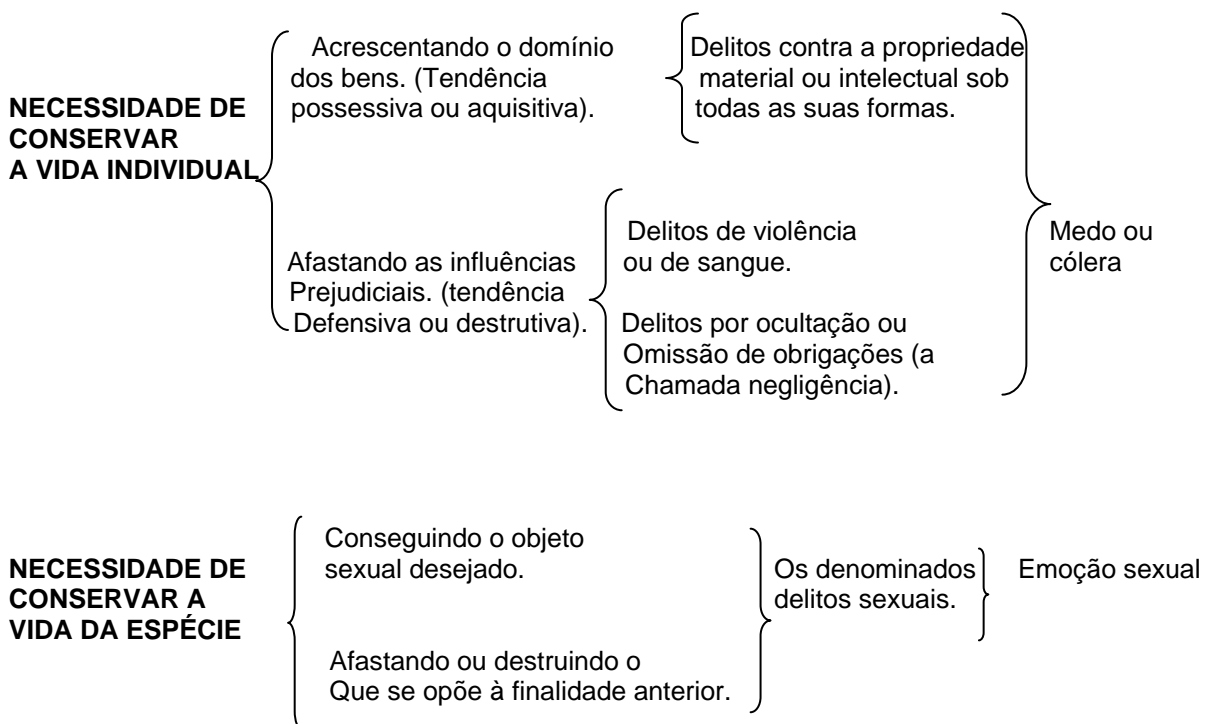 NECESSIDADE DE
CONSERVAR
A VIDA INDIVIDUAL
Acrescentando o domínio
dos bens. (Tendência
possessiva ou aquisitiva).
Delitos contra a propriedade
material ou intelectual sob
todas as suas formas.
Afastando as influências
Prejudiciais. (tendência
Defensiva ou destrutiva).
Delitos de violência
ou de sangue.
Delitos por ocultação ou
Omissão de obrigações (a
Chamada negligência).
Medo ou
cólera
NECESSIDADE DE
CONSERVAR A
VIDA DA ESPÉCIE
Conseguindo o objeto
sexual desejado.
Afastando ou destruindo o
Que se opõe à finalidade anterior.
Os denominados
delitos sexuais.
Emoção sexual